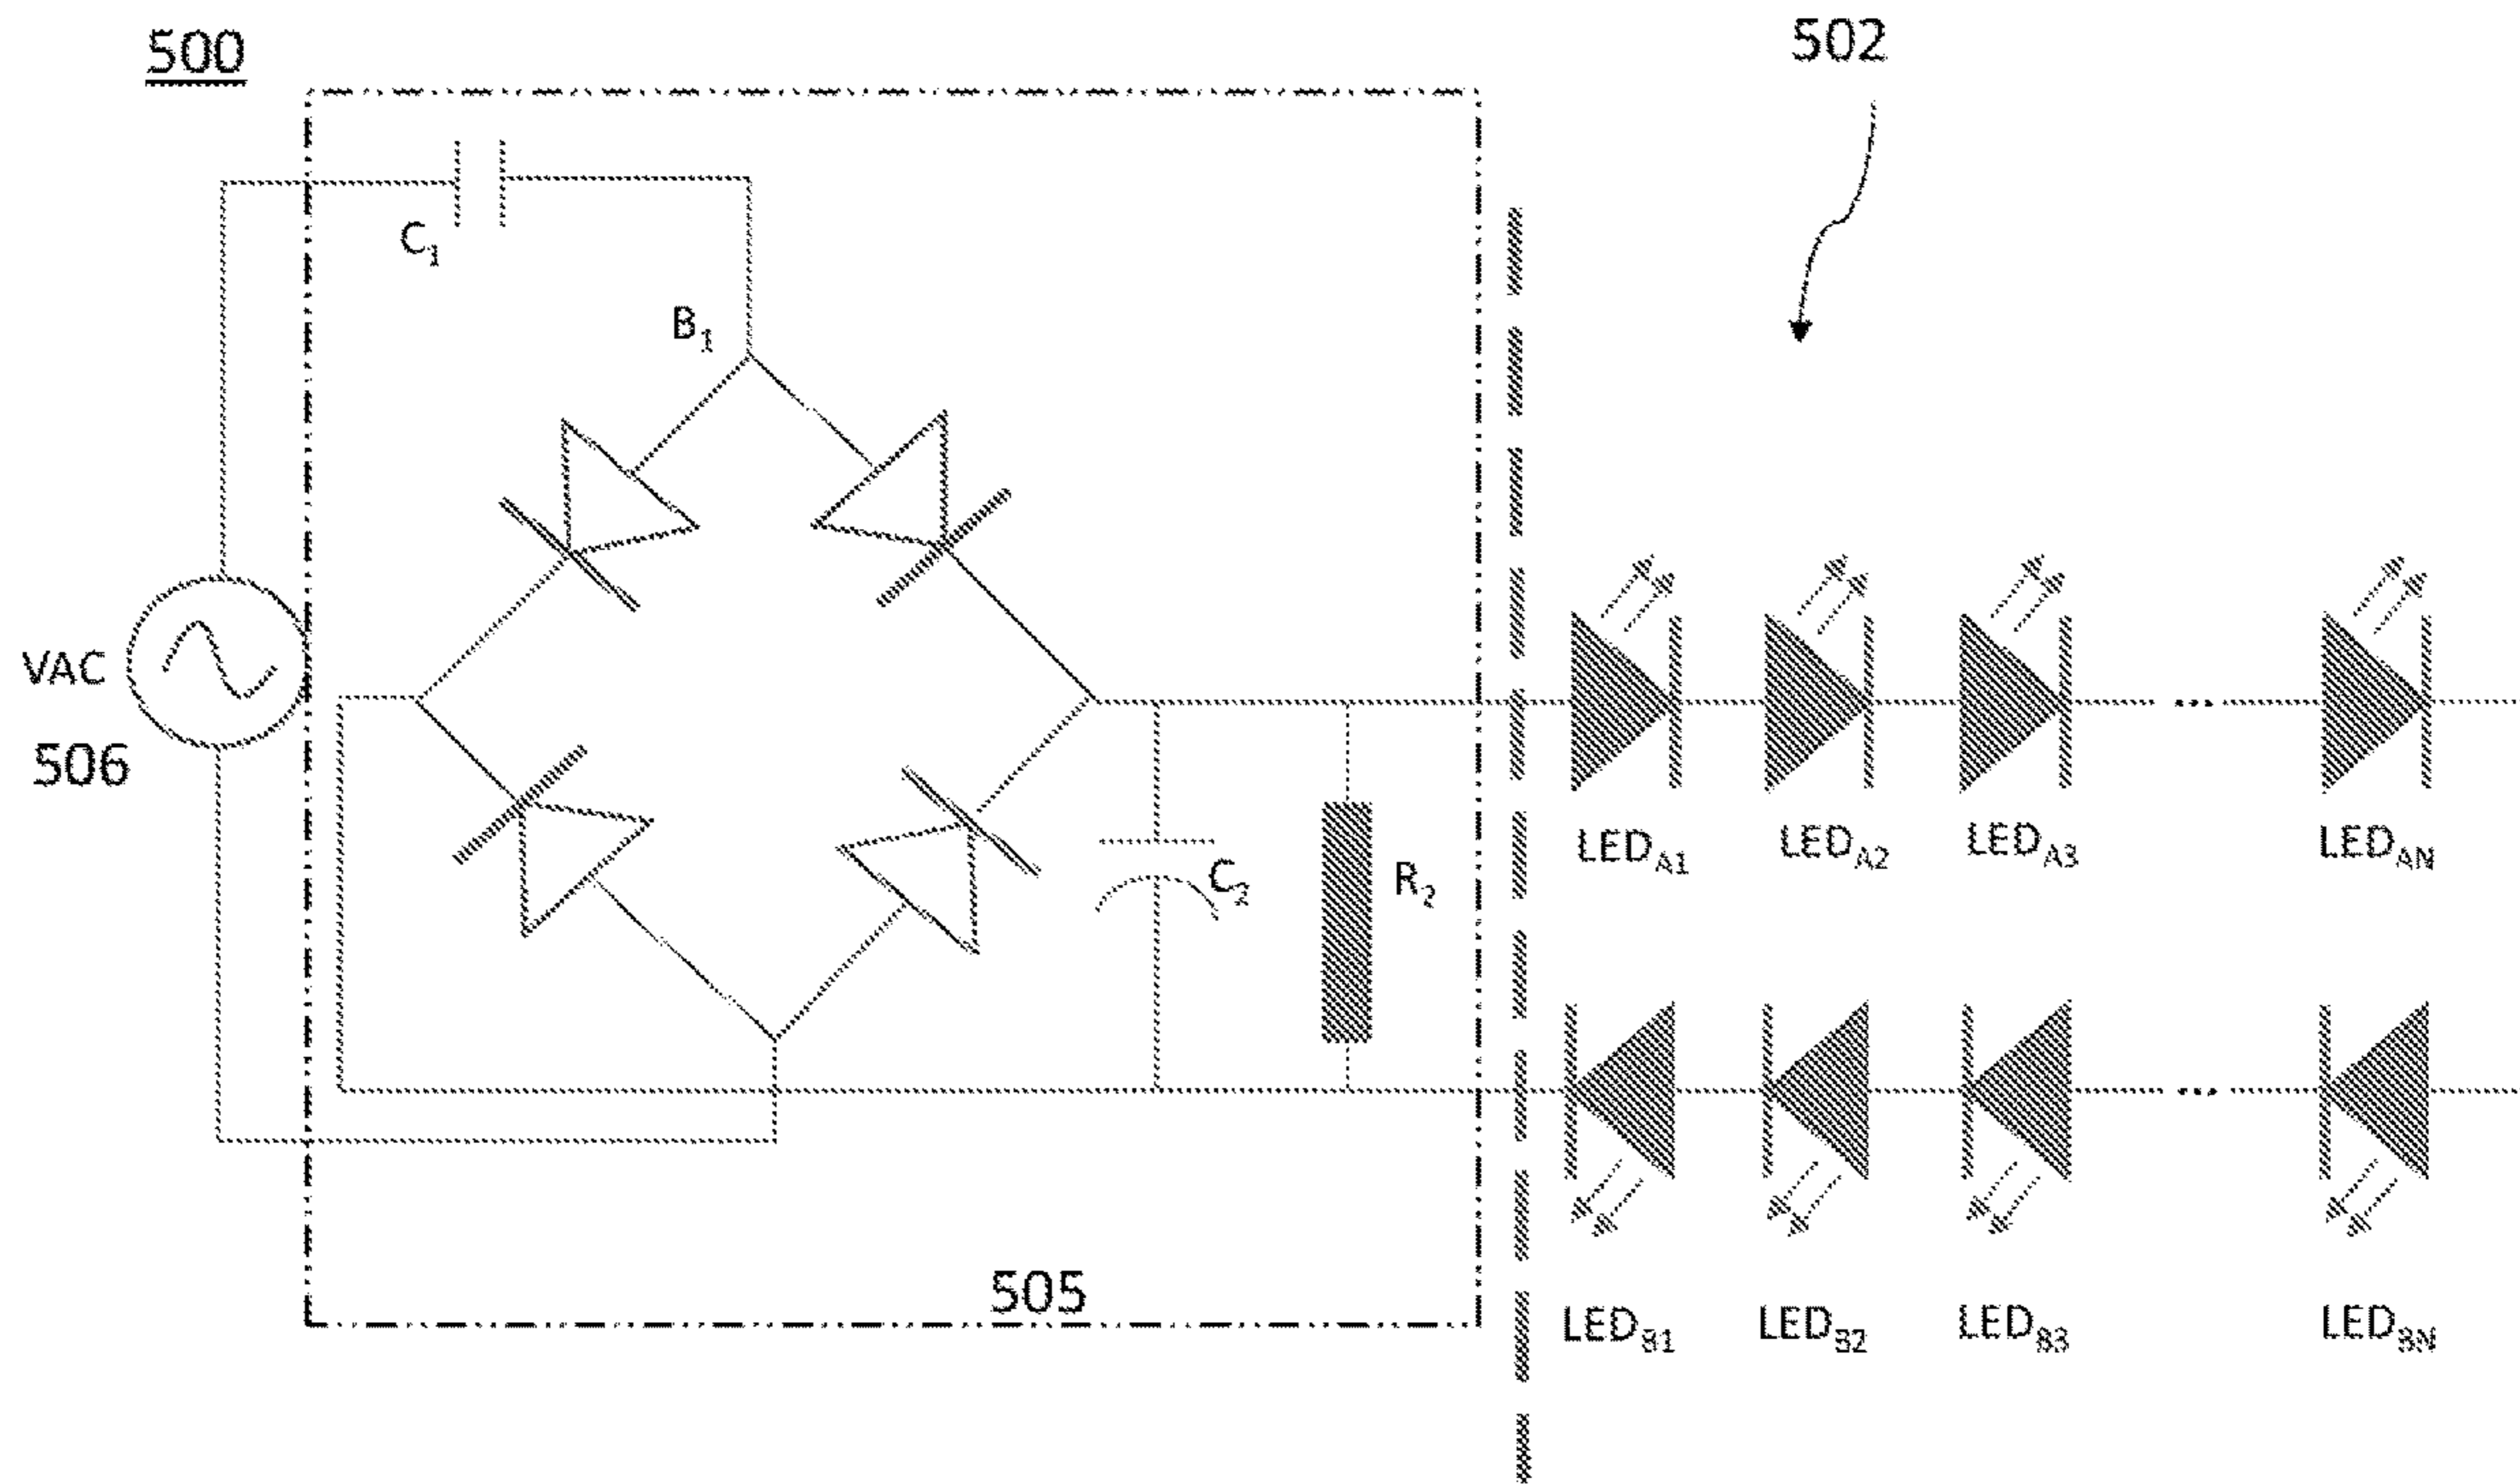 500
502
C1
B1
VAC
506
C2
R2
LEDA1 LEDA2 LEDA3 ... LEDAN
...
505
LEDB1 LEDB2 LEDB3 LEDBN